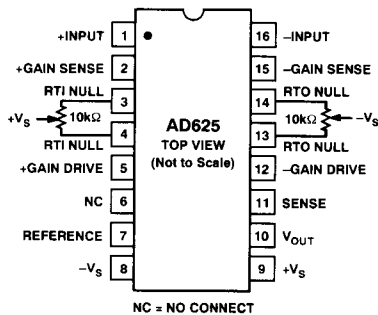 +INPUT 1 16 –INPUT
+GAIN SENSE 2 15 –GAIN SENSE
RTI NULL 3 14 RTO NULL
+VS 10kΩ AD625 10kΩ –VS
4 TOP VIEW 13
RTI NULL (Not to Scale) RTO NULL
+GAIN DRIVE 5 12 –GAIN DRIVE
NC 6 11 SENSE
REFERENCE 7 10 VOUT
–VS 8 9 +VS
NC = NO CONNECT